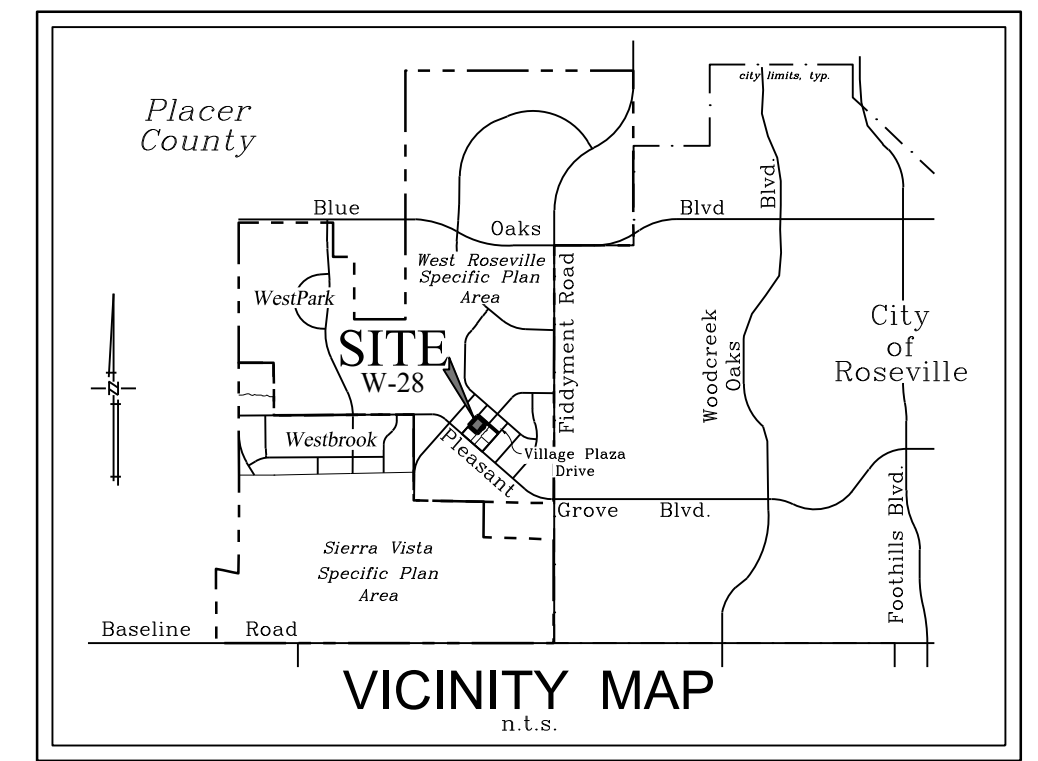 city limits, typ.
Placer
County
Blvd.
Blue
Blvd
Oaks
West Roseville
Specific Plan
Area
WestPark
Fiddyment Road
City
of
Roseville
Woodcreek
Oaks
SITE
W-28
N
Westbrook
Pleasant
Village Plaza
Drive
Grove Blvd.
Foothills Blvd.
Sierra Vista
Specific Plan
Area
Baseline Road
VICINITY MAP
n.t.s.